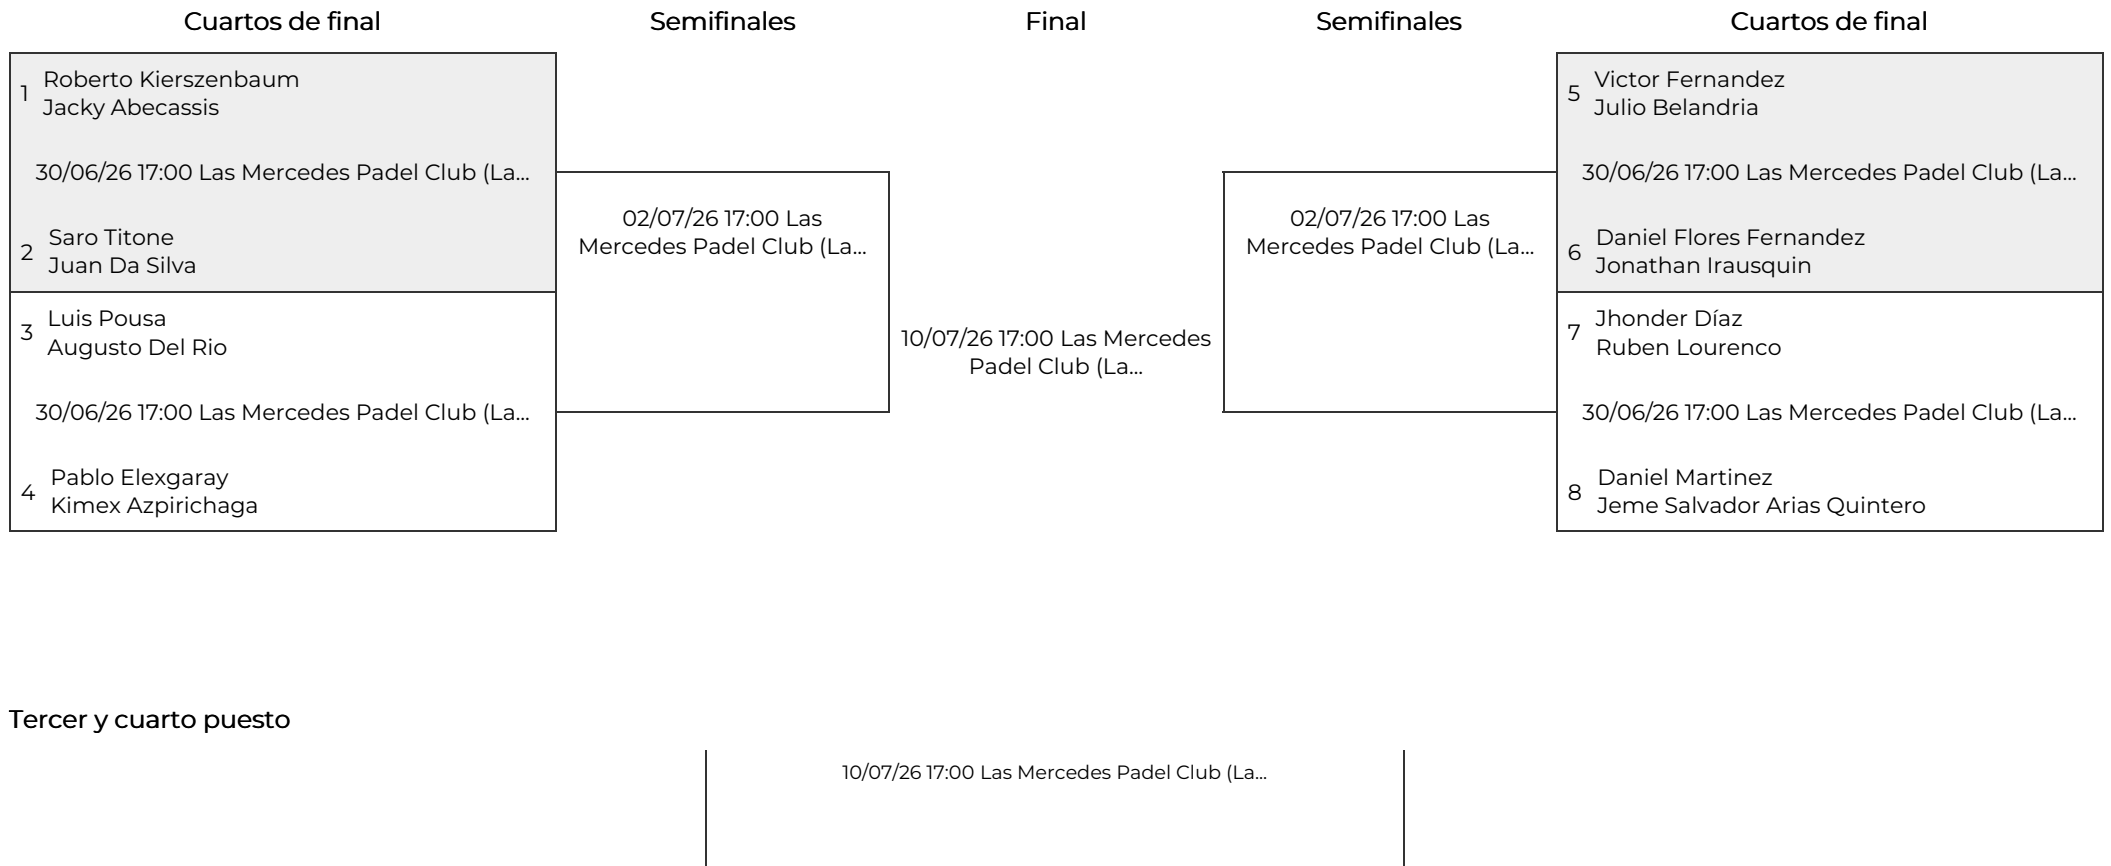 Cuartos de final
Semifinales
Final
Semifinales
Cuartos de final
1
Roberto Kierszenbaum
Jacky Abecassis
30/06/26 17:00 Las Mercedes Padel Club (La...
2
Saro Titone
Juan Da Silva
3
Luis Pousa
Augusto Del Rio
30/06/26 17:00 Las Mercedes Padel Club (La...
4
Pablo Elexgaray
Kimex Azpirichaga
02/07/26 17:00 Las
Mercedes Padel Club (La...
10/07/26 17:00 Las Mercedes
Padel Club (La...
02/07/26 17:00 Las
Mercedes Padel Club (La...
5
Victor Fernandez
Julio Belandria
30/06/26 17:00 Las Mercedes Padel Club (La...
6
Daniel Flores Fernandez
Jonathan Irausquin
7
Jhonder Díaz
Ruben Lourenco
30/06/26 17:00 Las Mercedes Padel Club (La...
8
Daniel Martinez
Jeme Salvador Arias Quintero
Tercer y cuarto puesto
10/07/26 17:00 Las Mercedes Padel Club (La...